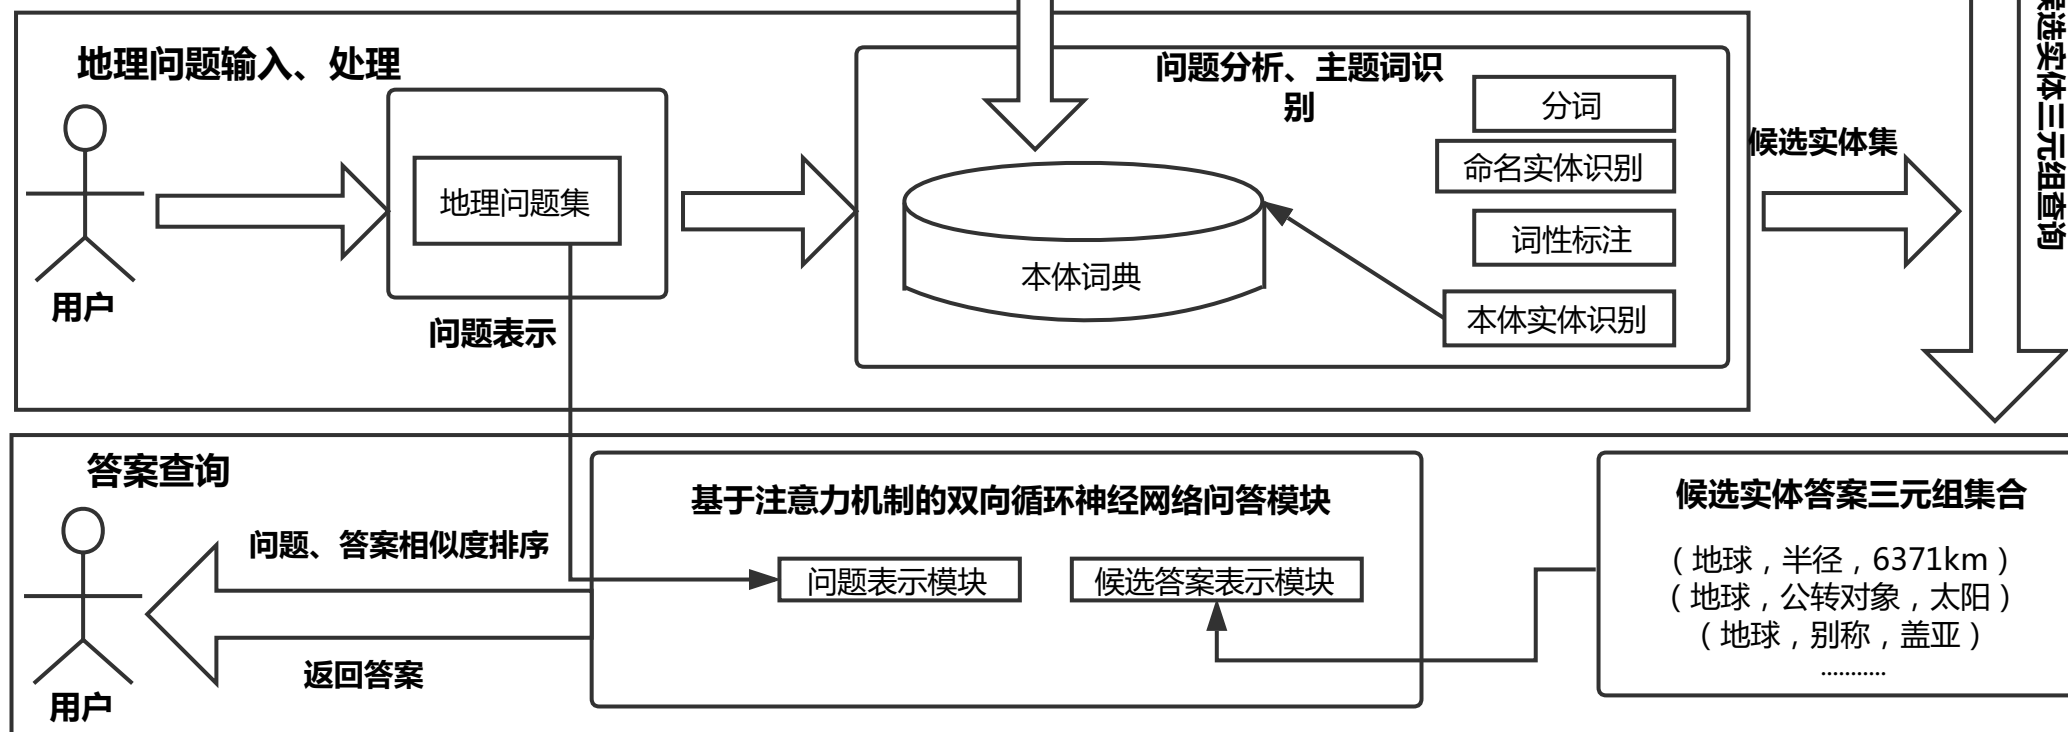 地理问题输入、处理
用户
地理问题集
问题表示
问题分析、主题词识
别
本体词典
分词
命名实体识别
词性标注
本体实体识别
候选实体集
选实体三元组查询
答案查询
用户
问题、答案相似度排序
返回答案
基于注意力机制的双向循环神经网络问答模块
问题表示模块
候选答案表示模块
候选实体答案三元组集合
（地球，半径，6371km）
（地球，公转对象，太阳）
（地球，别称，盖亚）
...........